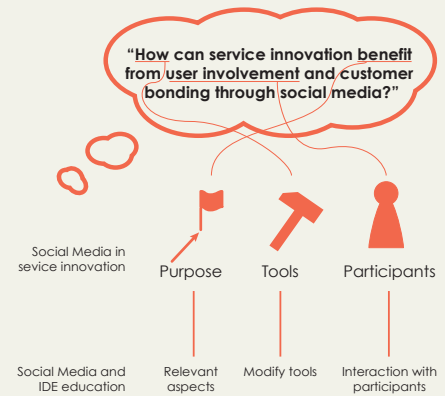 “How can service innovation benefit
from user involvement and customer
bonding through social media?”
Social Media in
sevice innovation
Purpose
Tools
Participants
Social Media and
IDE education
Relevant
aspects
Modify tools
Interaction with
participants